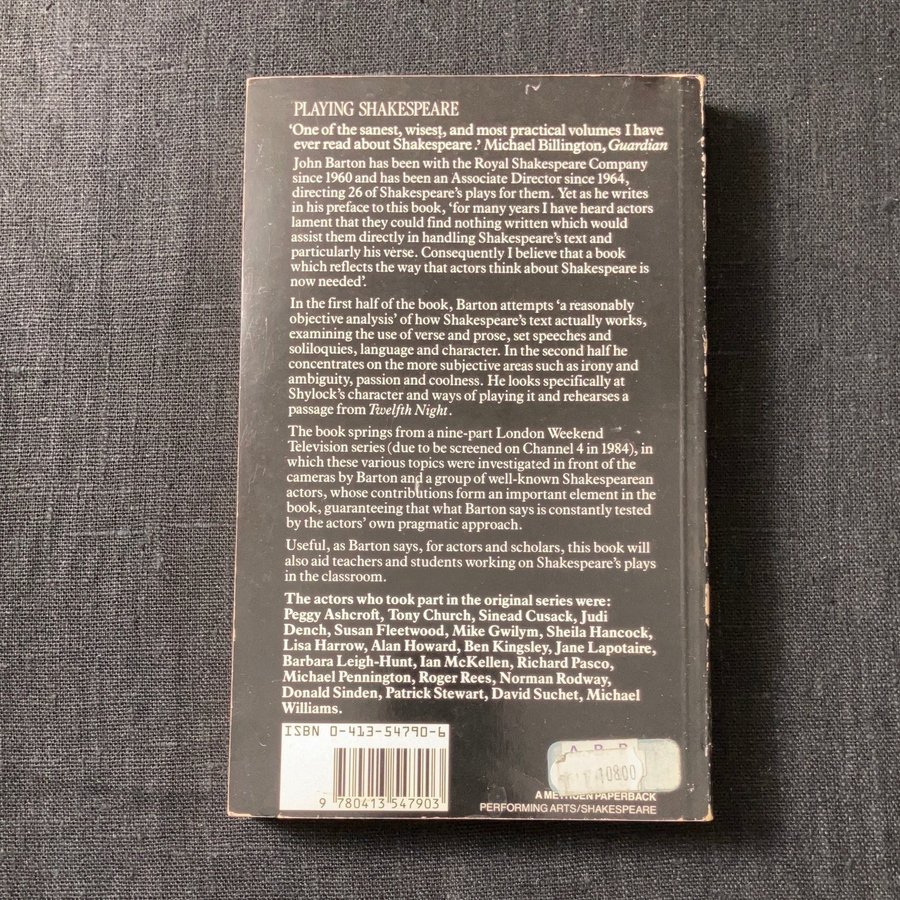 PLAYING SHAKESPEARE
'One of the sanest, wisest, and most practical volumes I have
ever read about Shakespeare.' Michael Billington, Guardian
John Barton has been with the Royal Shakespeare Company
since 1960 and has been an Associate Director since 1964,
directing 26 of Shakespeare's plays for them. Yet as he writes
in his preface to this book, 'for many years I have heard actors
lament that they could find nothing written which would
assist them directly in handling Shakespeare's text and
particularly his verse. Consequently I believe that a book
which reflects the way that actors think about Shakespeare is
now needed'.
In the first half of the book, Barton attempts 'a reasonably
objective analysis' of how Shakespeare's text actually works,
examining the use of verse and prose, set speeches and
soliloquies, language and character. In the second half he
concentrates on the more subjective areas such as irony and
ambiguity, passion and coolness. He looks specifically at
Shylock's character and ways of playing it and rehearses a
passage from Twelfth Night.
The book springs from a nine-part London Weekend
Television series (due to be screened on Channel 4 in 1984), in
which these various topics were investigated in front of the
cameras by Barton and a group of well-known Shakespearean
actors, whose contributions form an important element in the
book, guaranteeing that what Barton says is constantly tested
by the actors' own pragmatic approach.
Useful, as Barton says, for actors and scholars, this book will
also aid teachers and students working on Shakespeare's plays
in the classroom.
The actors who took part in the original series were:
Peggy Ashcroft, Tony Church, Sinead Cusack, Judi
Dench, Susan Fleetwood, Mike Gwilym, Sheila Hancock,
Lisa Harrow, Alan Howard, Ben Kingsley, Jane Lapotaire,
Barbara Leigh-Hunt, Ian McKellen, Richard Pasco,
Michael Pennington, Roger Rees, Norman Rodway,
Donald Sinden, Patrick Stewart, David Suchet, Michael
Williams.
ISBN 0-413-54790-6
9 780413 547903
10800
A METHUEN PAPERBACK
PERFORMING ARTS/SHAKESPEARE